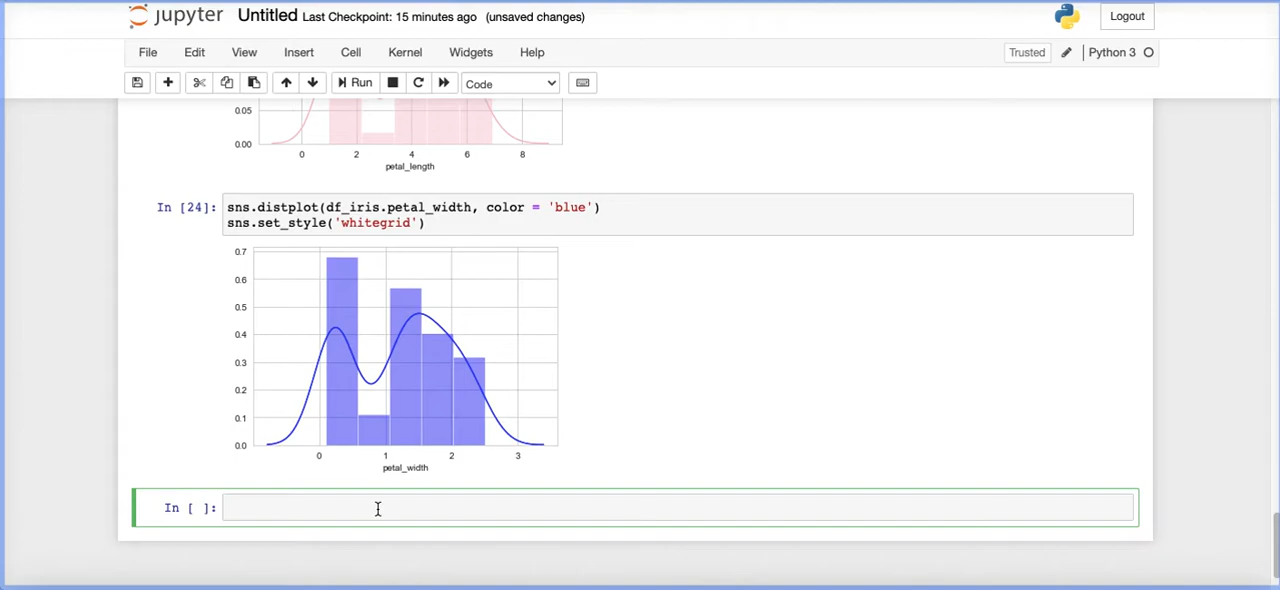 jupyter Untitled Last Checkpoint: 15 minutes ago (unsaved changes) Logout
File Edit View Insert Cell Kernel Widgets Help Trusted Python 3
Run Code
0.05
0.00
0 2 4 6 8
petal_length
In [24]: sns.distplot(df_iris.petal_width, color = 'blue')
sns.set_style('whitegrid')
0.7
0.6
0.5
0.4
0.3
0.2
0.1
0.0
0 1 2 3
petal_width
In [ ]: